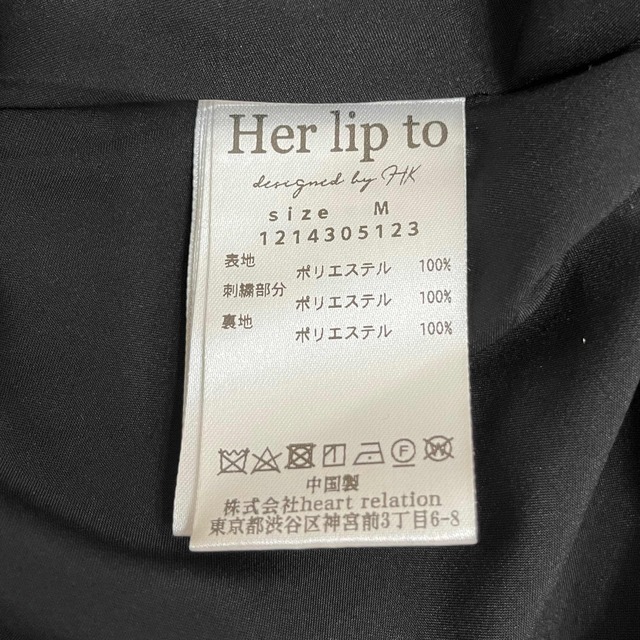 Her lip to
designed by HK
size M
1214305123
表地 ポリエステル 100%
刺繍部分 ポリエステル 100%
裏地 ポリエステル 100%
F W
中国製
株式会社heart relation
東京都渋谷区神宮前3丁目6-8